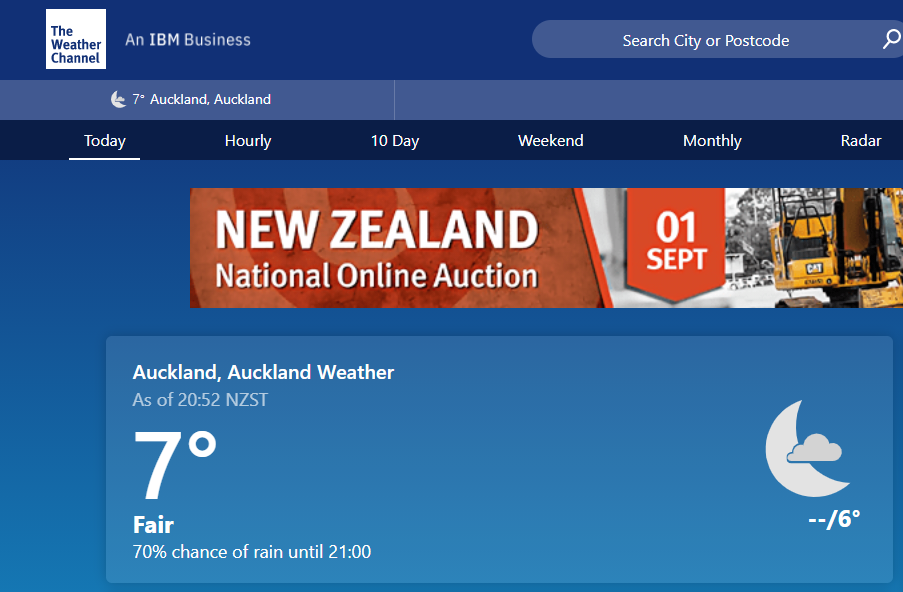 The
Weather
Channel
An IBM Business
Search City or Postcode
7° Auckland, Auckland
Today
Hourly
10 Day
Weekend
Monthly
Radar
NEW ZEALAND
National Online Auction
01
SEPT
CAT
Auckland, Auckland Weather
As of 20:52 NZST
7°
Fair
70% chance of rain until 21:00
--/6°